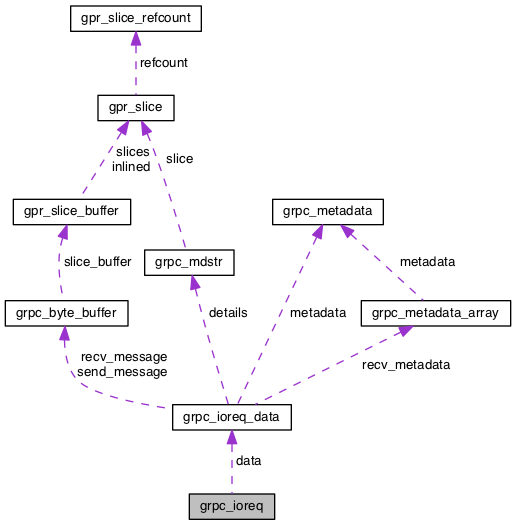 gpr_slice_refcount
refcount
gpr_slice
slices
inlined
slice
gpr_slice_buffer
grpc_metadata
slice_buffer
grpc_mdstr
metadata
grpc_byte_buffer
details
metadata
grpc_metadata_array
recv_message
send_message
recv_metadata
grpc_ioreq_data
data
grpc_ioreq